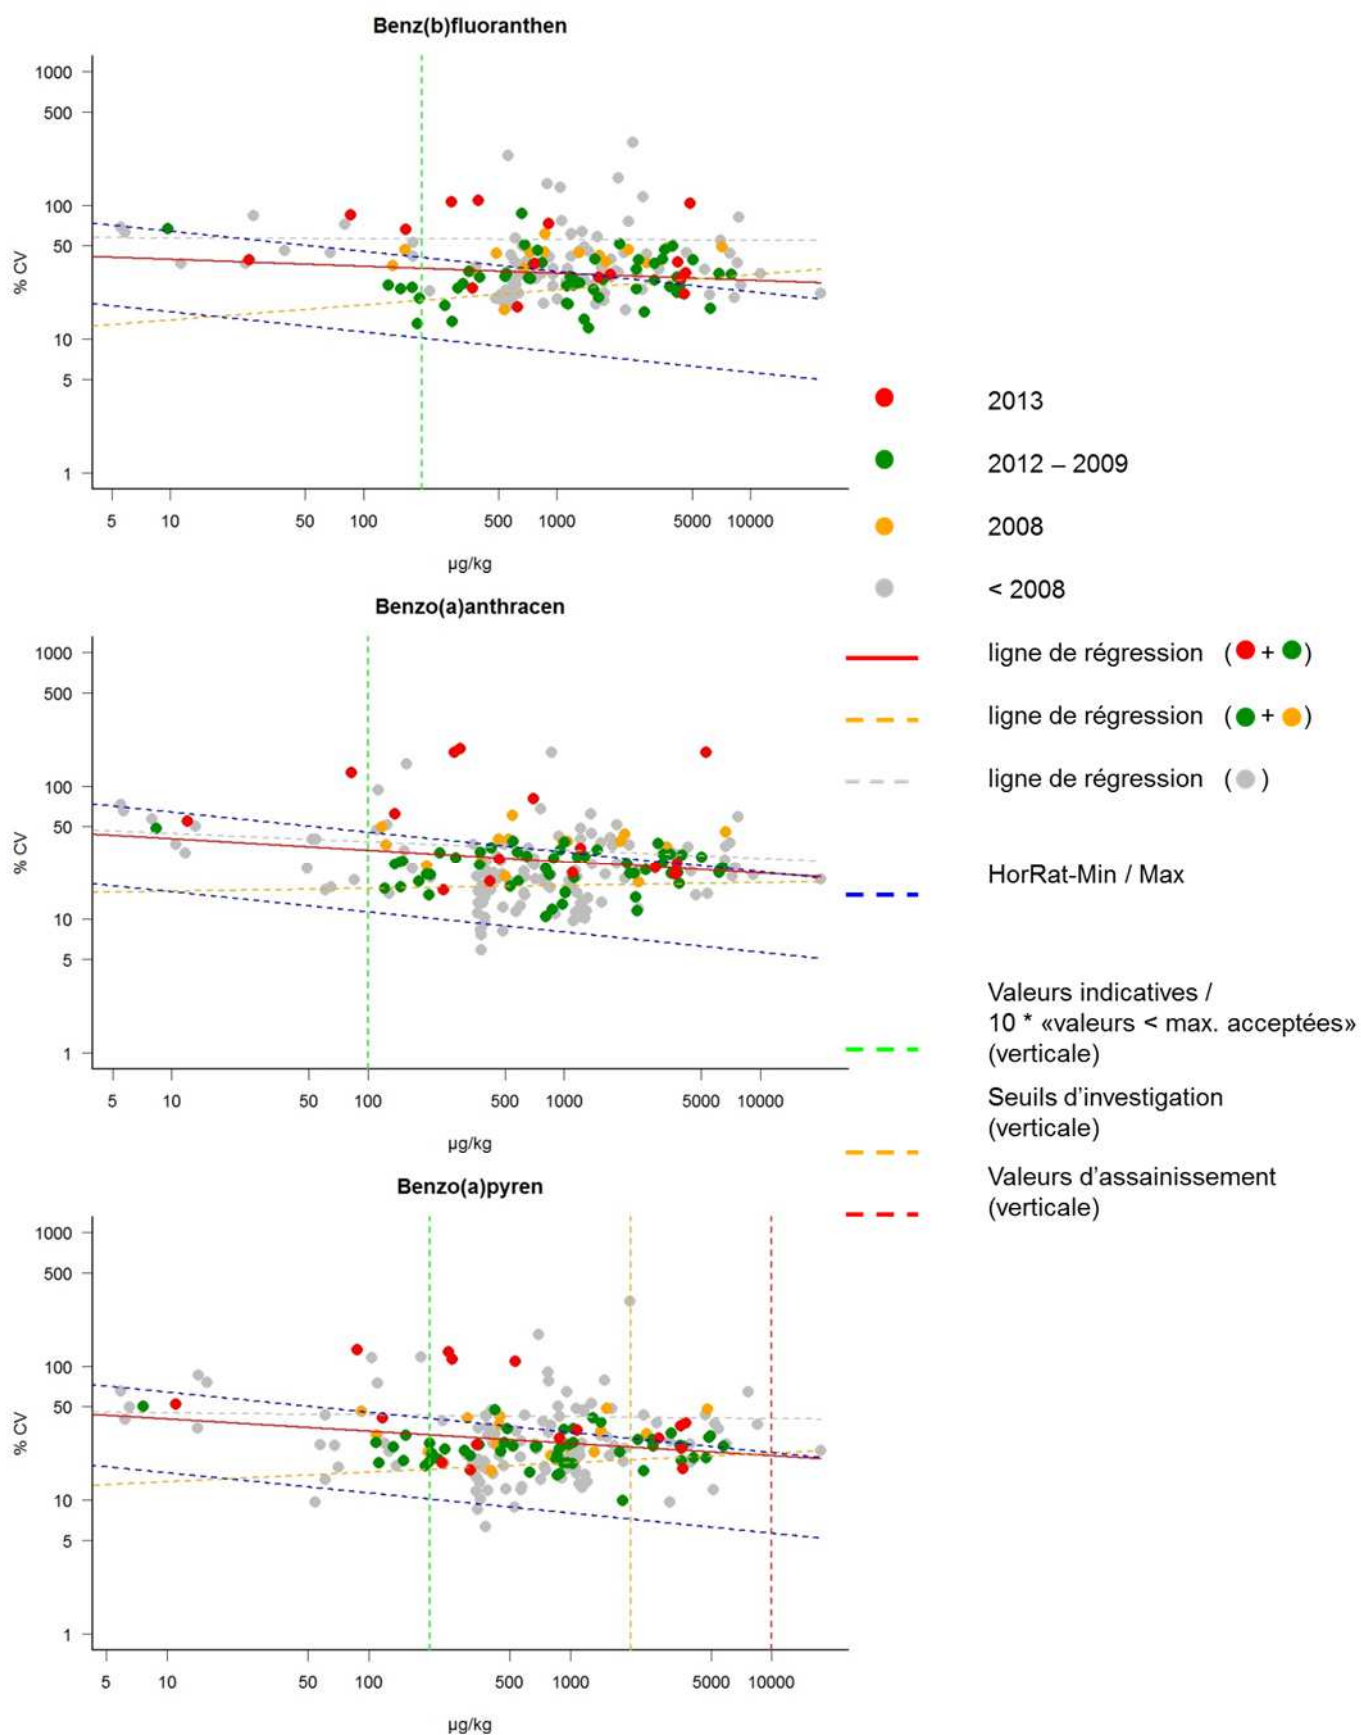 Benz(b)fluoranthen
1000
500
100
50
10
5
1
% CV
5 10 50 100 500 1000 5000 10000
µg/kg
Benzo(a)anthracen
1000
500
100
50
10
5
1
% CV
5 10 50 100 500 1000 5000 10000
µg/kg
Benzo(a)pyren
1000
500
100
50
10
5
1
% CV
5 10 50 100 500 1000 5000 10000
µg/kg
2013
2012 – 2009
2008
< 2008
ligne de régression ( + )
ligne de régression ( + )
ligne de régression ( )
HorRat-Min / Max
Valeurs indicatives /
10 * «valeurs < max. acceptées»
(verticale)
Seuils d’investigation
(verticale)
Valeurs d’assainissement
(verticale)